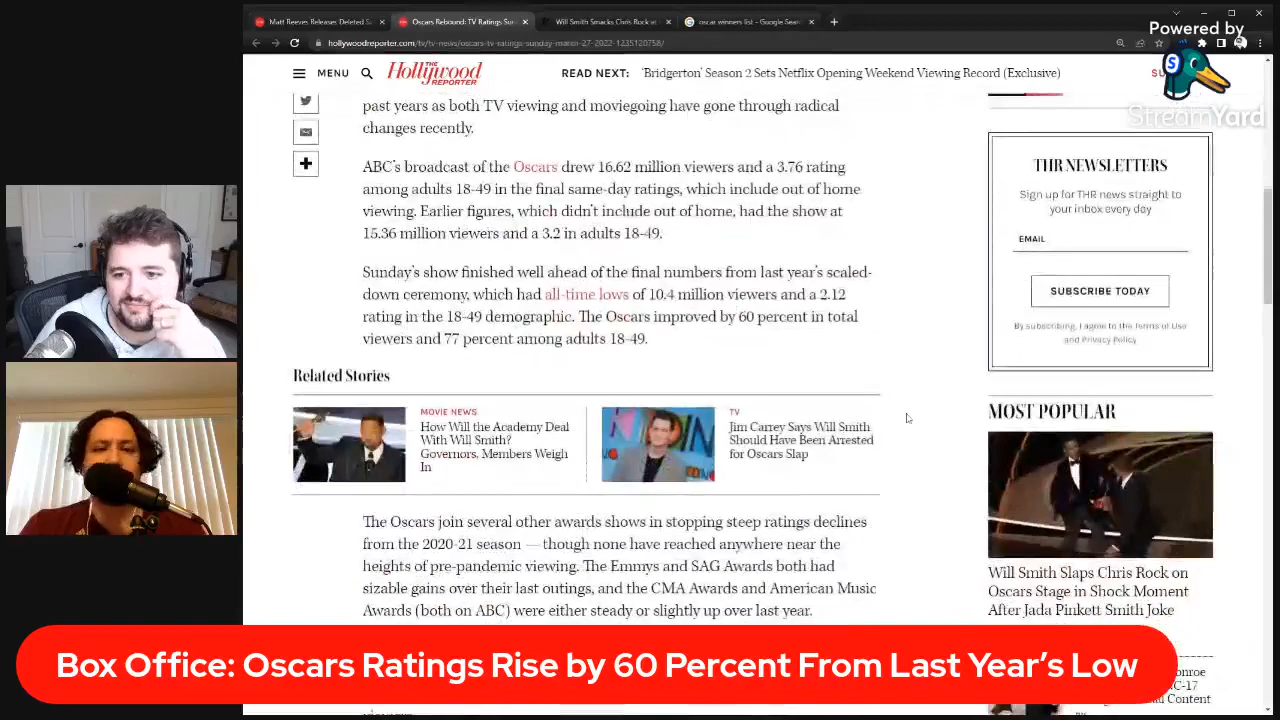 Matt Reeves Releases Deleted S
Oscars Rebound: TV Ratings Su
Will Smith Smacks Chris Rock at
oscar winners list - Google Sear
hollywoodreporter.com/tv/tv-news/oscars-tv-ratings-sunday-march-27-2022-1235120758/
Powered by
StreamYard
MENU
THE
Hollywood
REPORTER
READ NEXT: 'Bridgerton' Season 2 Sets Netflix Opening Weekend Viewing Record (Exclusive)
past years as both TV viewing and moviegoing have gone through radical
changes recently.
ABC's broadcast of the Oscars drew 16.62 million viewers and a 3.76 rating
among adults 18-49 in the final same-day ratings, which include out of home
viewing. Earlier figures, which didn't include out of home, had the show at
15.36 million viewers and a 3.2 in adults 18-49.
Sunday's show finished well ahead of the final numbers from last year's scaled-
down ceremony, which had all-time lows of 10.4 million viewers and a 2.12
rating in the 18-49 demographic. The Oscars improved by 60 percent in total
viewers and 77 percent among adults 18-49.
Related Stories
MOVIE NEWS
How Will the Academy Deal
With Will Smith?
Governors, Members Weigh
In
TV
Jim Carrey Says Will Smith
Should Have Been Arrested
for Oscars Slap
The Oscars join several other awards shows in stopping steep ratings declines
from the 2020-21 season — though none have reached anywhere near the
heights of pre-pandemic viewing. The Emmys and SAG Awards both had
sizable gains over their last outings, and the CMA Awards and American Music
Awards (both on ABC) were either steady or slightly up over last year.
THR NEWSLETTERS
Sign up for THR news straight to
your inbox every day
EMAIL
SUBSCRIBE TODAY
By subscribing, I agree to the Terms of Use
and Privacy Policy.
MOST POPULAR
Will Smith Slaps Chris Rock on
Oscars Stage in Shock Moment
After Jada Pinkett Smith Joke
nroe
C-17
al Content
Box Office: Oscars Ratings Rise by 60 Percent From Last Year's Low